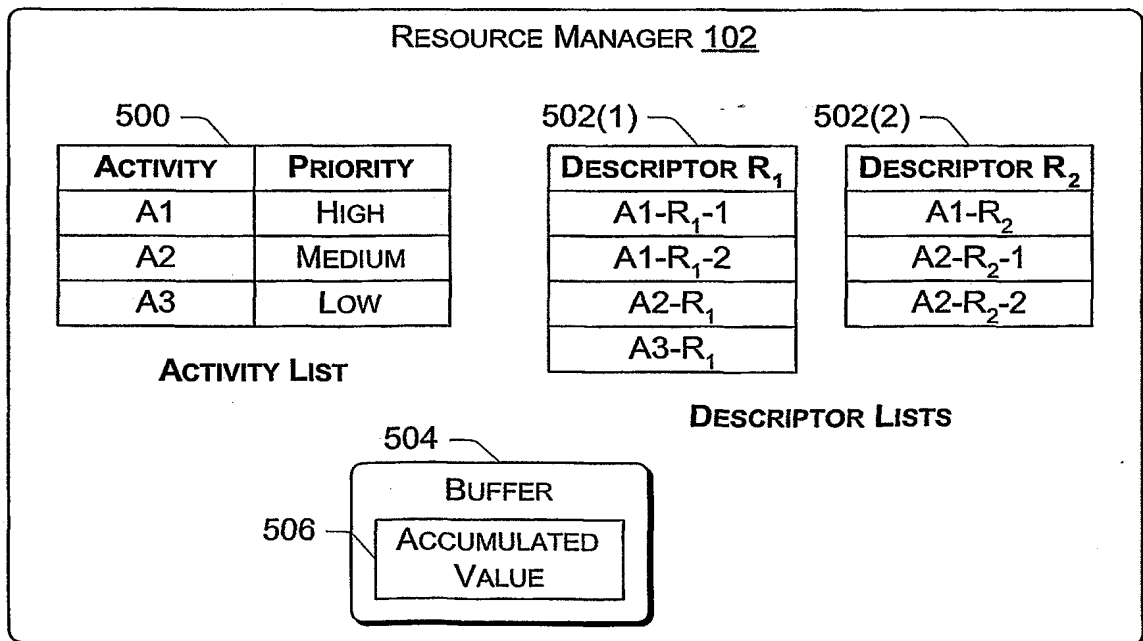 RESOURCE MANAGER 102
500
ACTIVITY PRIORITY
A1 HIGH
A2 MEDIUM
A3 LOW
ACTIVITY LIST
502(1)
DESCRIPTOR R₁
A1-R₁-1
A1-R₁-2
A2-R₁
A3-R₁
502(2)
DESCRIPTOR R₂
A1-R₂
A2-R₂-1
A2-R₂-2
DESCRIPTOR LISTS
504
BUFFER
506
ACCUMULATED
VALUE